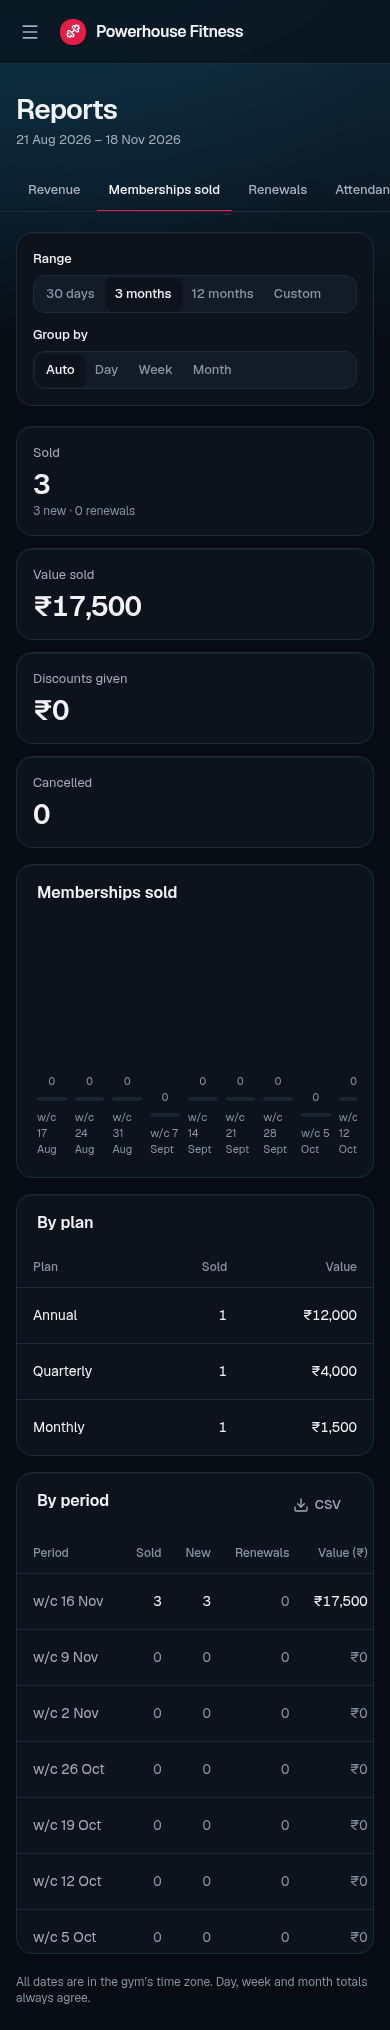 Powerhouse Fitness
Reports
21 Aug 2026 – 18 Nov 2026
Revenue Memberships sold Renewals Attendan
Range
30 days 3 months 12 months Custom
Group by
Auto Day Week Month
Sold
3
3 new · 0 renewals
Value sold
₹17,500
Discounts given
₹0
Cancelled
0
Memberships sold
0 0 0 0 0 0 0 0 0
w/c 17 Aug
w/c 24 Aug
w/c 31 Aug
w/c 7 Sept
w/c 14 Sept
w/c 21 Sept
w/c 28 Sept
w/c 5 Oct
w/c 12 Oct
By plan
Plan Sold Value
Annual 1 ₹12,000
Quarterly 1 ₹4,000
Monthly 1 ₹1,500
By period CSV
Period Sold New Renewals Value (₹)
w/c 16 Nov 3 3 0 ₹17,500
w/c 9 Nov 0 0 0 ₹0
w/c 2 Nov 0 0 0 ₹0
w/c 26 Oct 0 0 0 ₹0
w/c 19 Oct 0 0 0 ₹0
w/c 12 Oct 0 0 0 ₹0
w/c 5 Oct 0 0 0 ₹0
All dates are in the gym's time zone. Day, week and month totals
always agree.